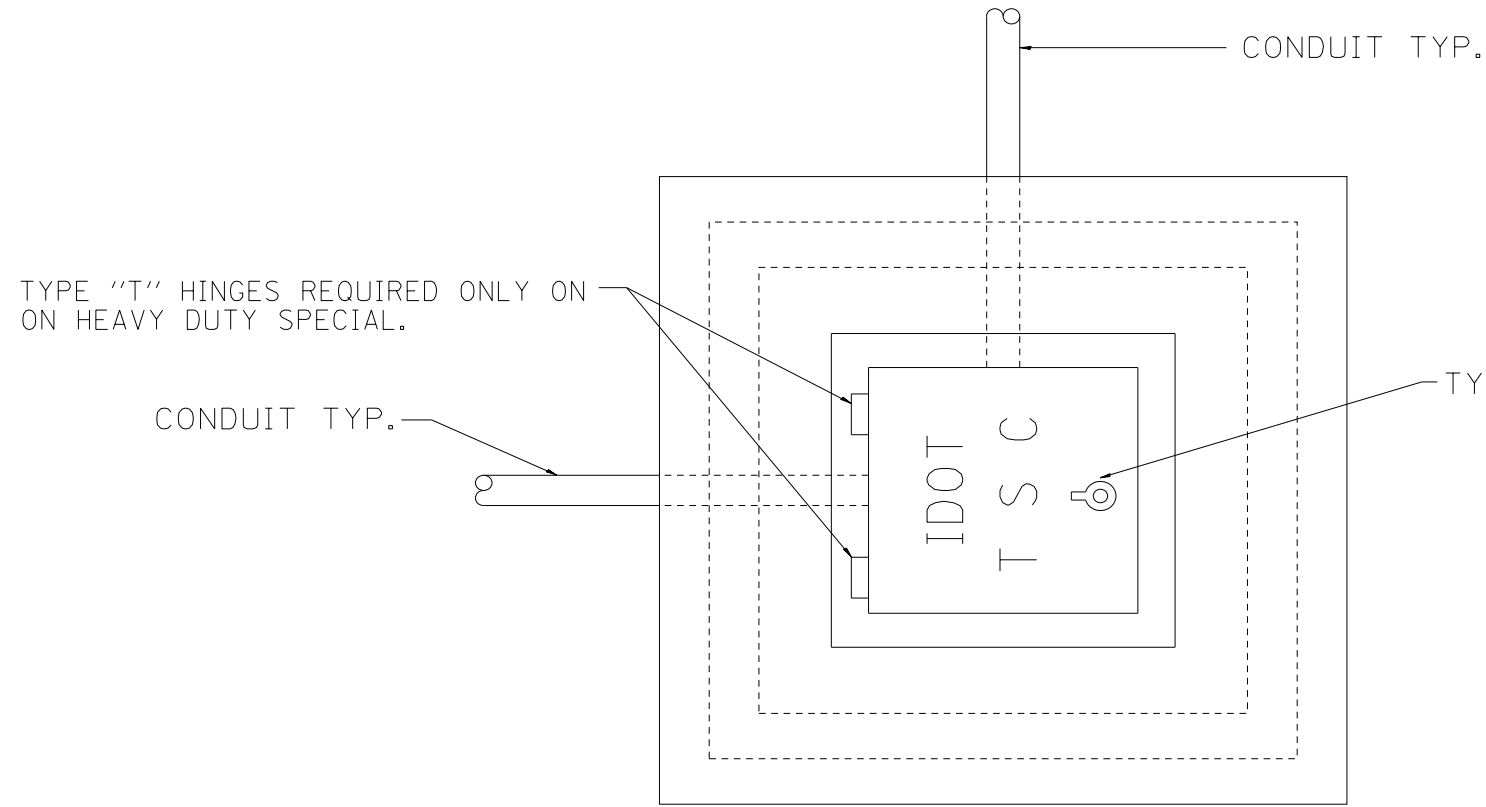 CONDUIT TYP.
TYPE "T" HINGES REQUIRED ONLY ON
ON HEAVY DUTY SPECIAL.
CONDUIT TYP.
TY
IDOT
T S C